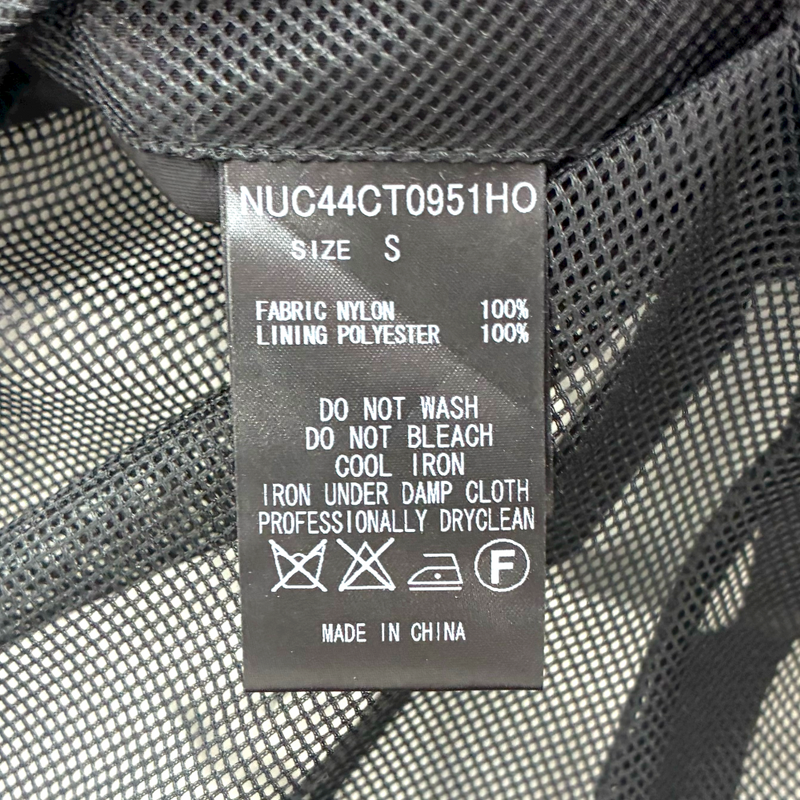 NUC44CT0951HO
SIZE S
FABRIC NYLON 100%
LINING POLYESTER 100%
DO NOT WASH
DO NOT BLEACH
COOL IRON
IRON UNDER DAMP CLOTH
PROFESSIONALLY DRYCLEAN
F
MADE IN CHINA